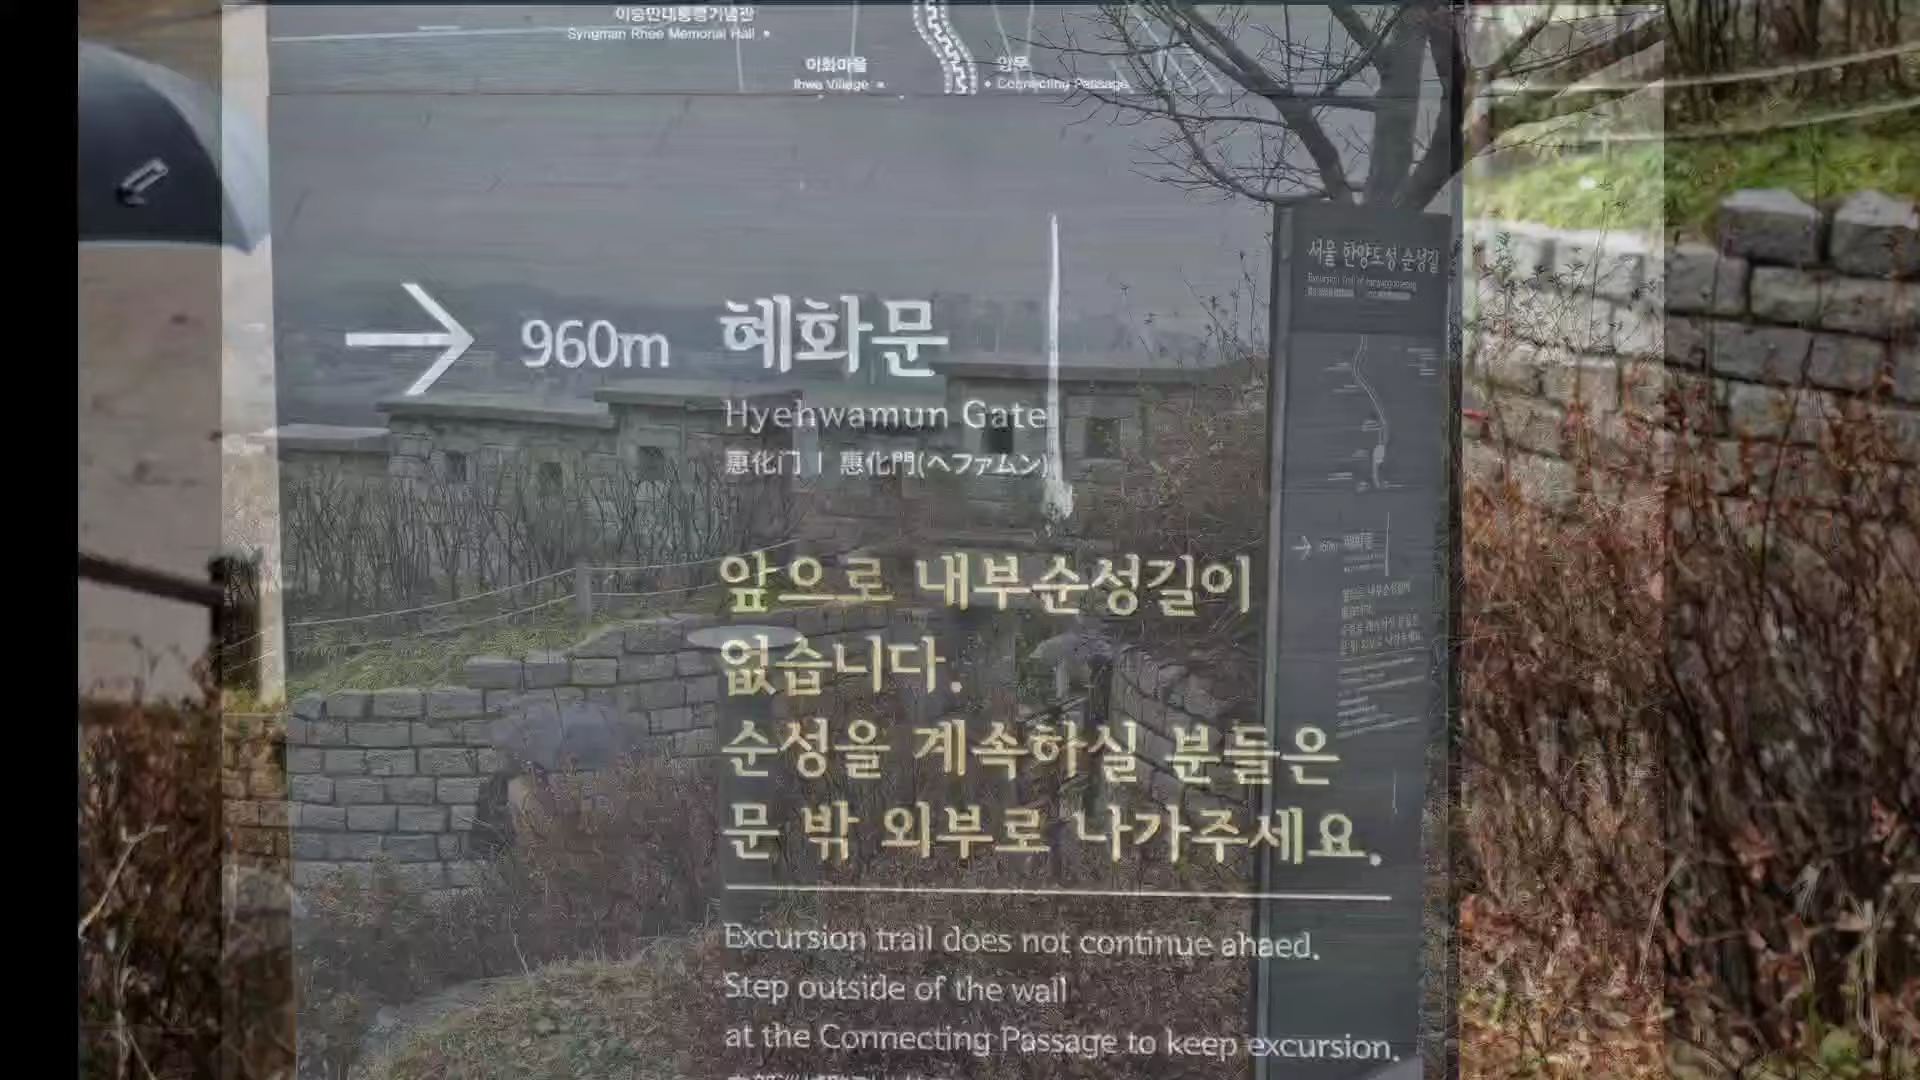 이승만대통령기념관
Syngman Rhee Memorial Hall
이화마을
Ihwa Village
암문
Connecting Passage
960m 혜화문
Hyehwamun Gate
惠化门 | 惠化門(ヘファムン)
앞으로 내부순성길이
없습니다.
순성을 계속하실 분들은
문 밖 외부로 나가주세요.
Excursion trail does not continue ahaed.
Step outside of the wall
at the Connecting Passage to keep excursion.
서울 한양도성 순성길